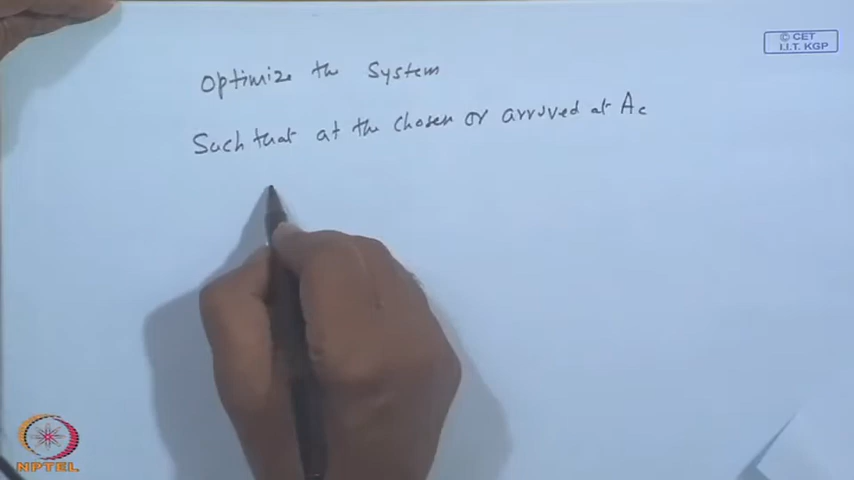 © CET
I.I.T. KGP
Optimize the System
Such that at the chosen or arrived at Ac
NPTEL